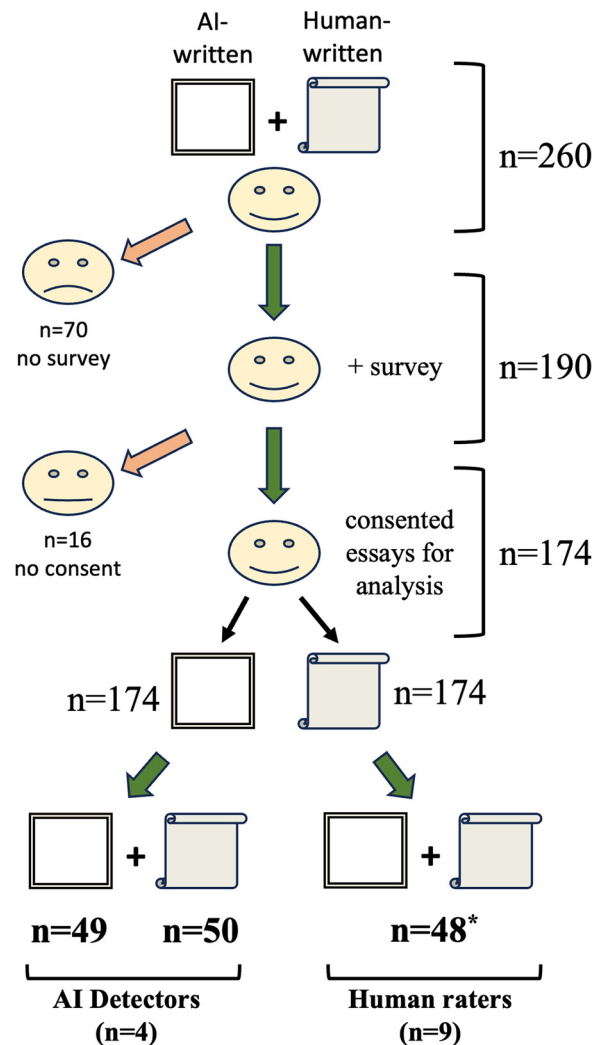 AI-
written
Human-
written
+
n=260
n=70
no survey
+ survey
n=190
n=16
no consent
consented
essays for
analysis
n=174
n=174
n=174
+
+
n=49
n=50
n=48*
AI Detectors
(n=4)
Human raters
(n=9)